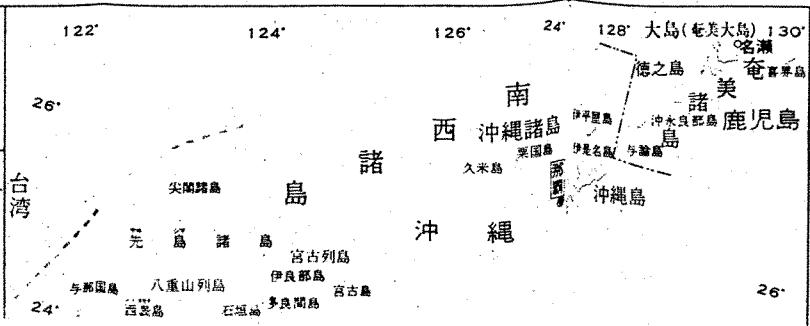 122°
124°
126°
24°
128°
大島(奄美大島)
130°
名瀬
奄美諸島
喜界島
徳之島
26°
南西諸島
沖縄諸島
伊平屋島
沖永良部島
鹿児島
粟国島
伊是名島
与論島
久米島
那覇
沖縄島
台湾
尖閣諸島
沖縄
先島諸島
宮古列島
伊良部島
宮古島
与那国島
八重山列島
多良間島
西表島
石垣島
24°
26°